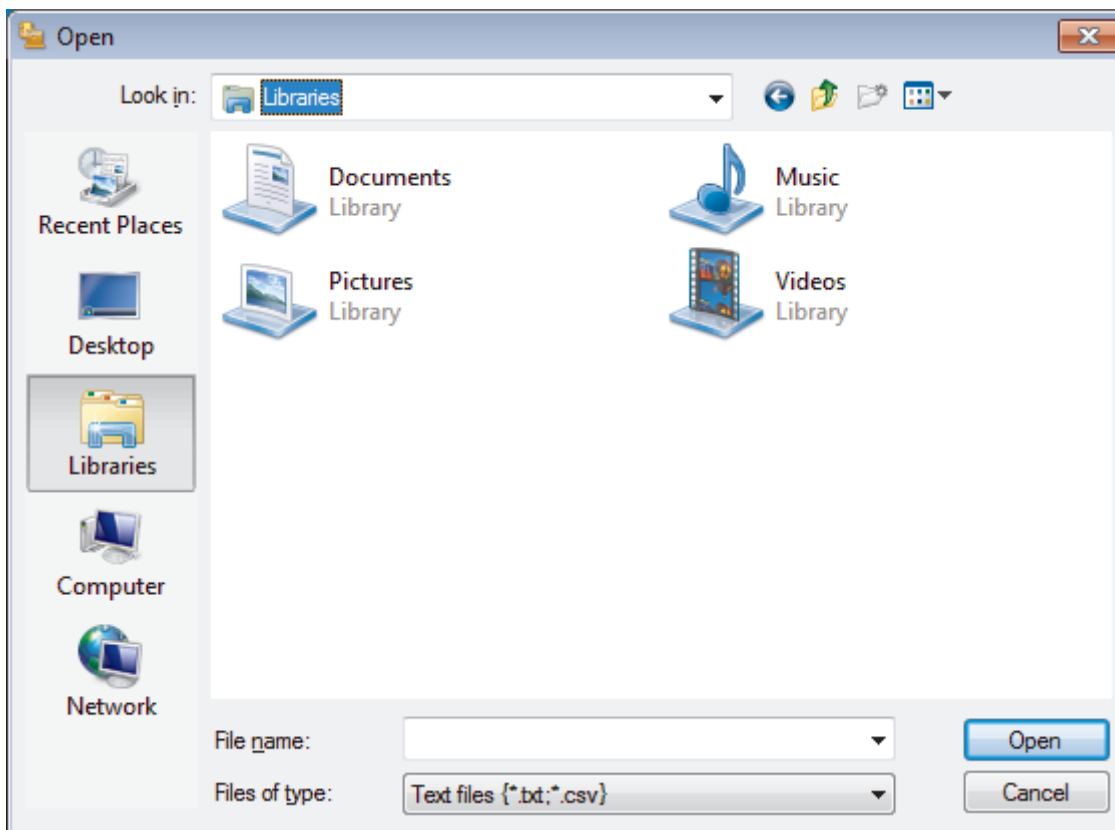 Open
Look in:
Libraries
Recent Places
Desktop
Libraries
Computer
Network
Documents
Library
Music
Library
Pictures
Library
Videos
Library
File name:
Open
Files of type:
Text files {*.txt;*.csv}
Cancel